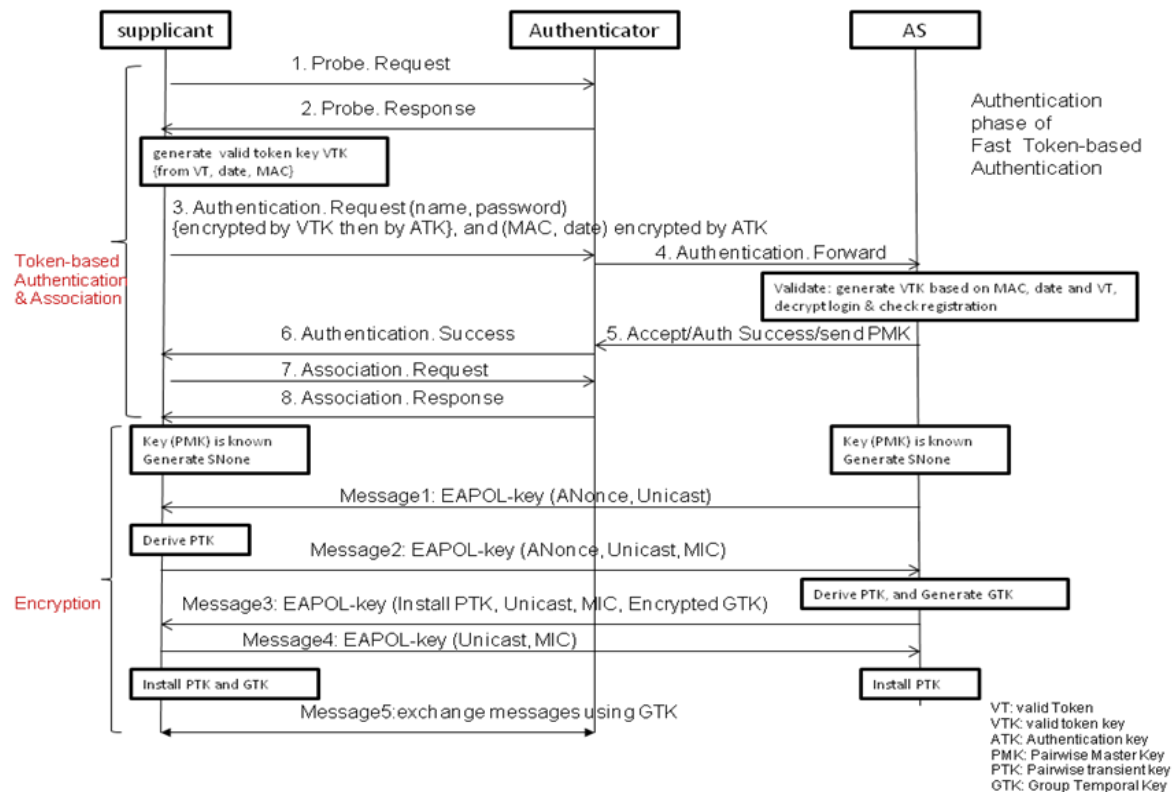 supplicant
Authenticator
AS
1. Probe. Request
2. Probe. Response
Authentication
phase of
Fast Token-based
Authentication
generate valid token key VTK
{from VT, date, MAC}
3. Authentication. Request (name, password)
{encrypted by VTK then by ATK}, and (MAC, date) encrypted by ATK
4. Authentication. Forward
Token-based
Authentication
& Association
Validate: generate VTK based on MAC, date and VT,
decrypt login & check registration
6. Authentication. Success
5. Accept/Auth Success/send PMK
7. Association. Request
8. Association. Response
Key (PMK) is known
Generate SNone
Key (PMK) is known
Generate SNone
Message1: EAPOL-key (ANonce, Unicast)
Derive PTK
Message2: EAPOL-key (ANonce, Unicast, MIC)
Encryption
Derive PTK, and Generate GTK
Message3: EAPOL-key (Install PTK, Unicast, MIC, Encrypted GTK)
Message4: EAPOL-key (Unicast, MIC)
Install PTK and GTK
Install PTK
Message5:exchange messages using GTK
VT: valid Token
VTK: valid token key
ATK: Authentication key
PMK: Pairwise Master Key
PTK: Pairwise transient key
GTK: Group Temporal Key